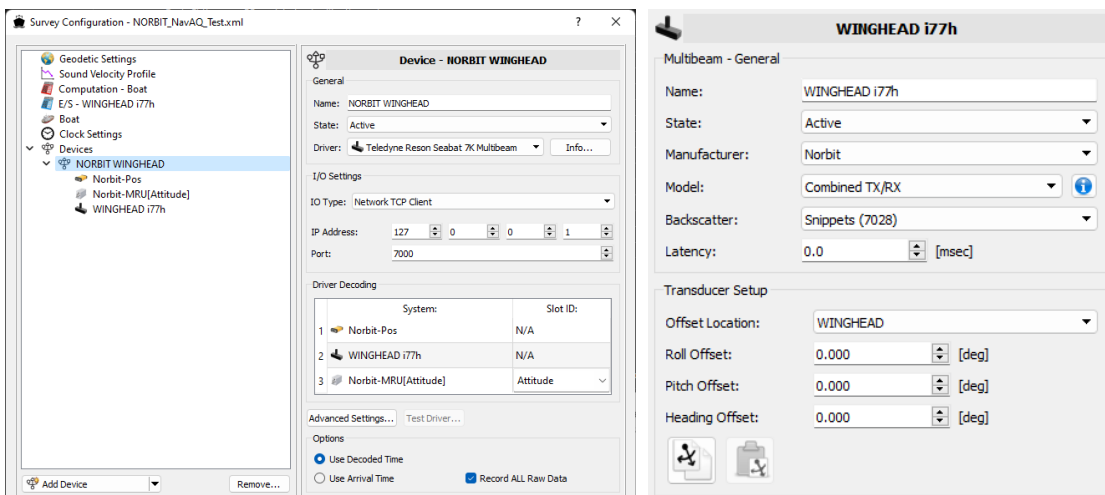 Survey Configuration - NORBIT_NavAQ_Test.xml
?
Geodetic Settings
Sound Velocity Profile
Computation - Boat
E/S - WINGHEAD i77h
Boat
Clock Settings
Devices
NORBIT WINGHEAD
Norbit-Pos
Norbit-MRU[Attitude]
WINGHEAD i77h
Add Device
Remove...
Device - NORBIT WINGHEAD
General
Name: NORBIT WINGHEAD
State: Active
Driver: Teledyne Reson Seabat 7K Multibeam Info...
I/O Settings
IO Type: Network TCP Client
IP Address: 127 0 0 1
Port: 7000
Driver Decoding
System: Slot ID:
1 Norbit-Pos N/A
2 WINGHEAD i77h N/A
3 Norbit-MRU[Attitude] Attitude
Advanced Settings... Test Driver...
Options
Use Decoded Time
Use Arrival Time Record ALL Raw Data
WINGHEAD i77h
Multibeam - General
Name: WINGHEAD i77h
State: Active
Manufacturer: Norbit
Model: Combined TX/RX
Backscatter: Snippets (7028)
Latency: 0.0 [msec]
Transducer Setup
Offset Location: WINGHEAD
Roll Offset: 0.000 [deg]
Pitch Offset: 0.000 [deg]
Heading Offset: 0.000 [deg]